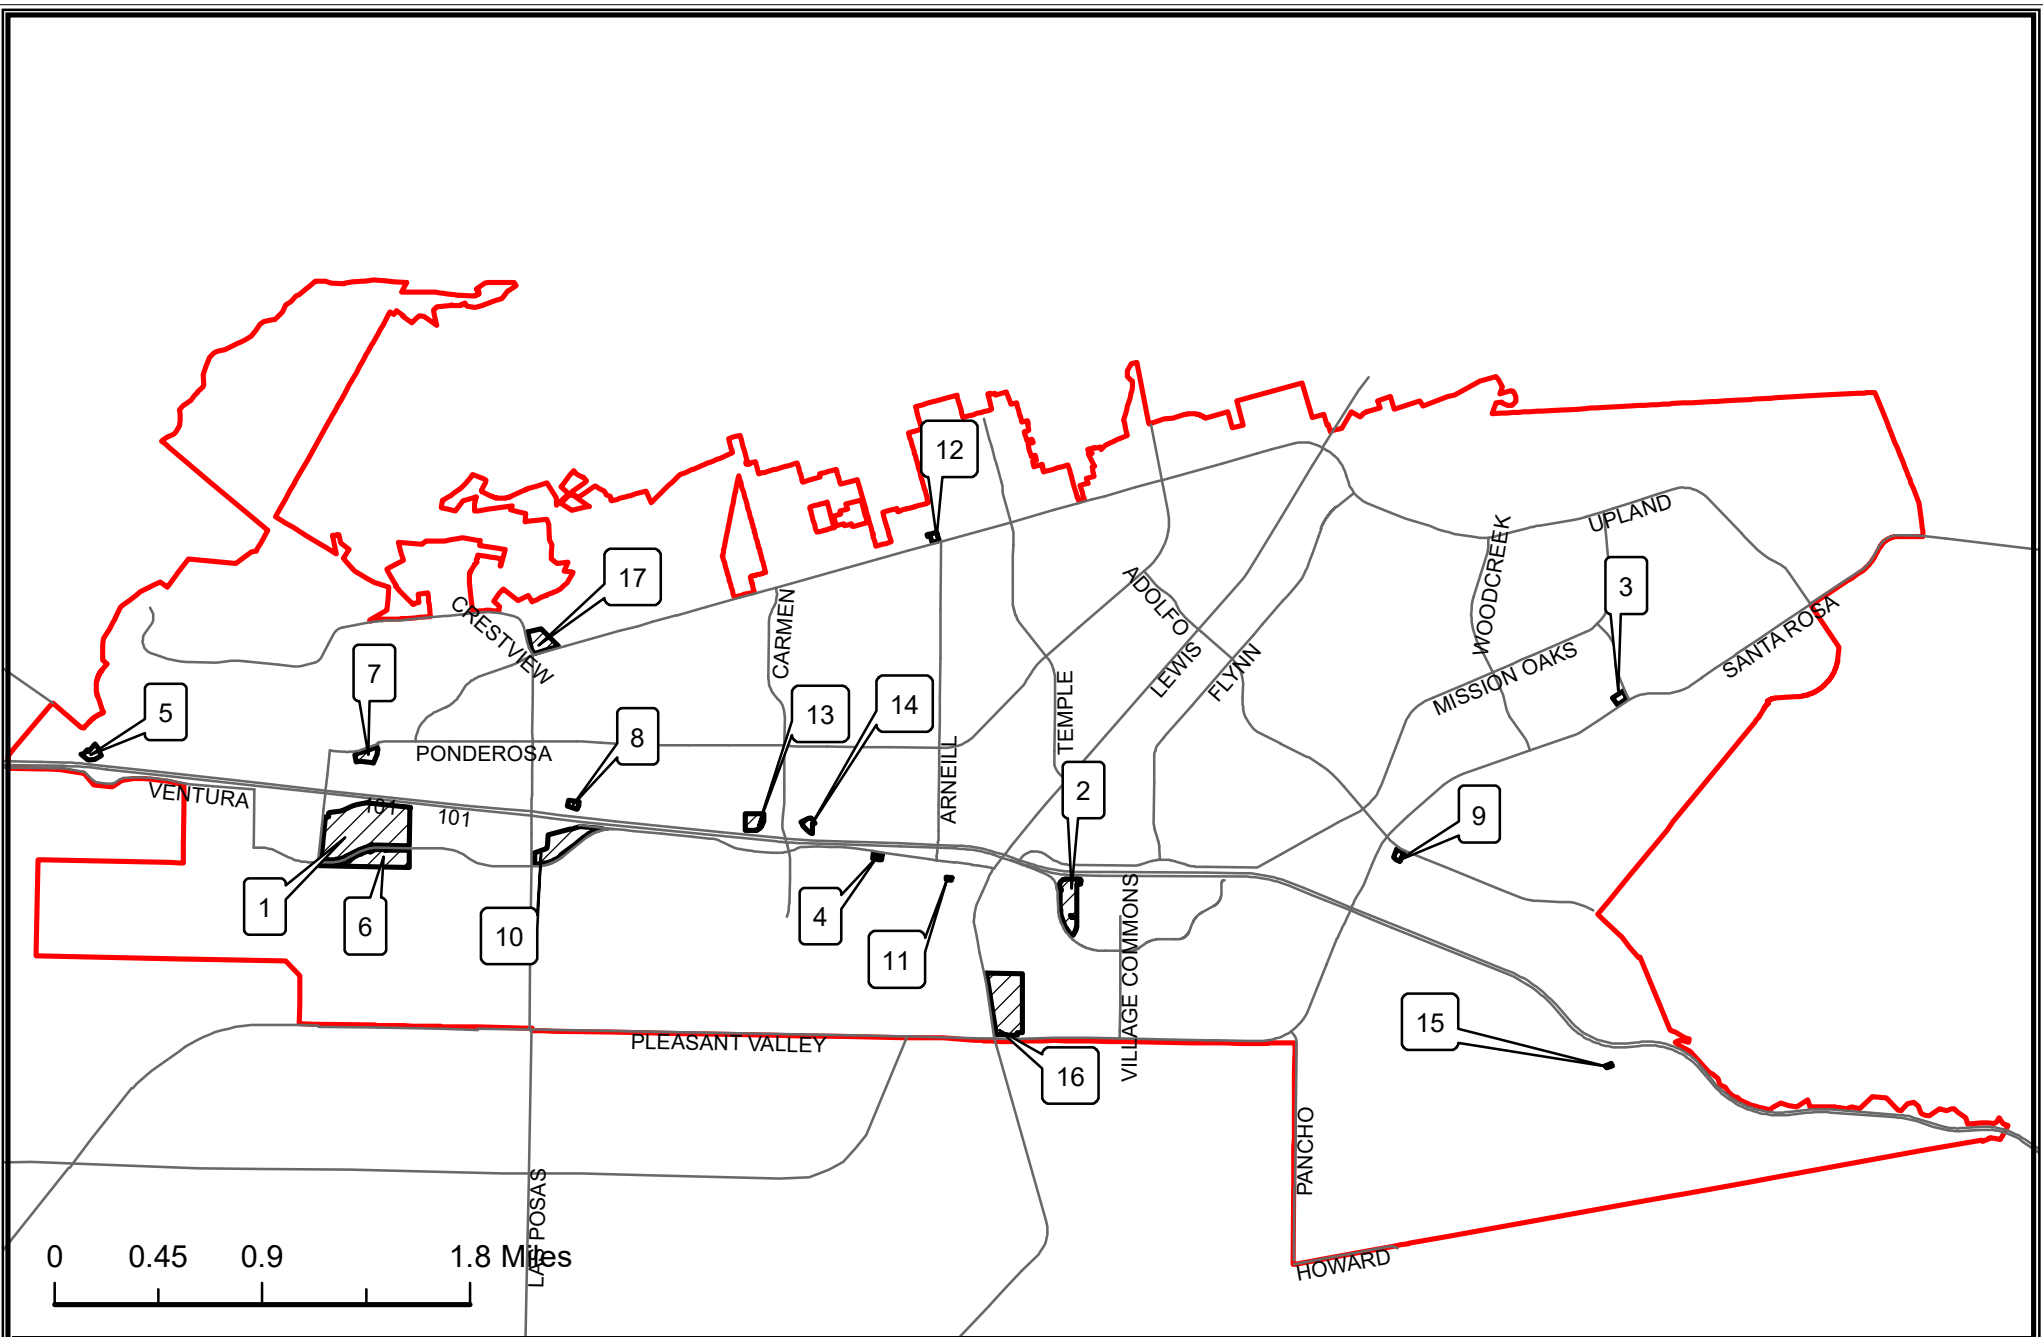 12
UPLAND
WOODCREEK
17
ADOLFO
3
CRESTVIEW
CARMEN
LEWIS
FLYNN
MISSION OAKS
SANTA ROSA
7
5
13
14
TEMPLE
8
PONDEROSA
ARNEILL
2
VENTURA
101
101
9
1
6
10
4
11
VILLAGE COMMONS
15
PLEASANT VALLEY
16
PANCHO
LAS POSAS
HOWARD
0 0.45 0.9 1.8 Miles